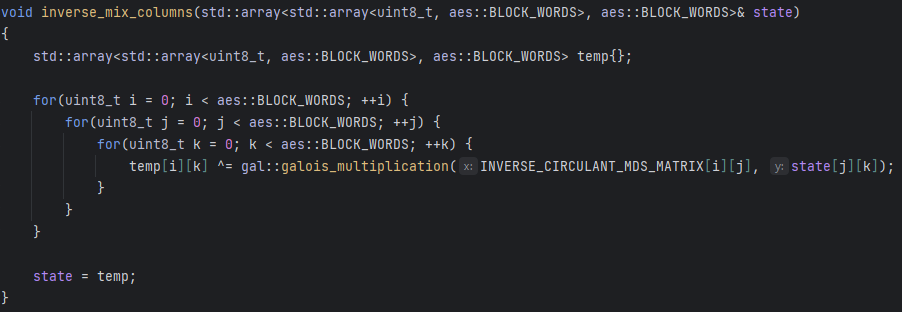 void inverse_mix_columns(std::array<std::array<uint8_t, aes::BLOCK_WORDS>, aes::BLOCK_WORDS>& state)
{
    std::array<std::array<uint8_t, aes::BLOCK_WORDS>, aes::BLOCK_WORDS> temp{};

    for(uint8_t i = 0; i < aes::BLOCK_WORDS; ++i) {
        for(uint8_t j = 0; j < aes::BLOCK_WORDS; ++j) {
            for(uint8_t k = 0; k < aes::BLOCK_WORDS; ++k) {
                temp[i][k] ^= gal::galois_multiplication( x: INVERSE_CIRCULANT_MDS_MATRIX[i][j], y: state[j][k]);
            }
        }
    }

    state = temp;
}